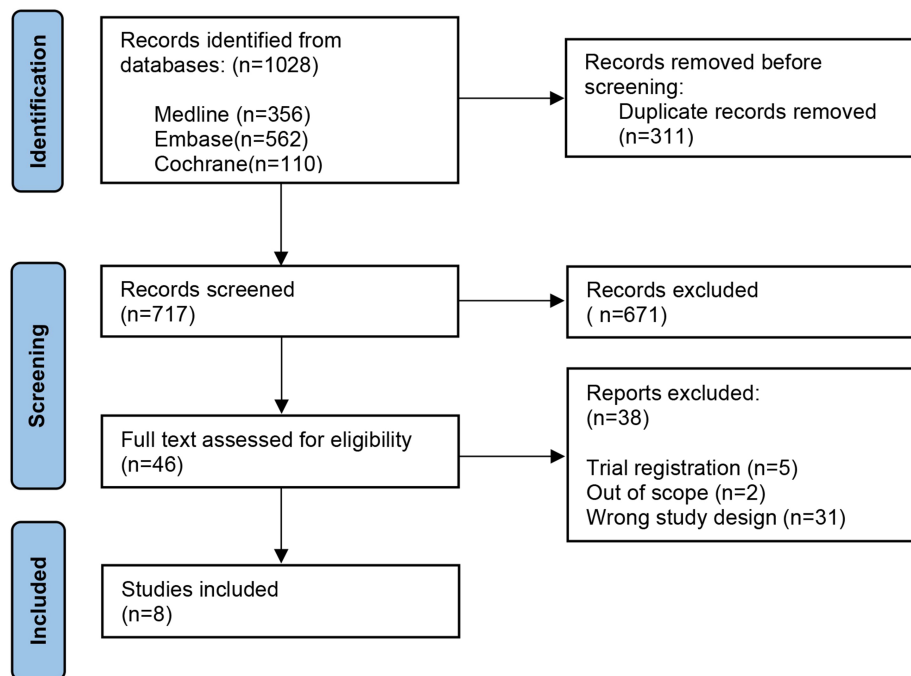 Identification
Records identified from
databases: (n=1028)
Medline (n=356)
Embase(n=562)
Cochrane(n=110)
Records removed before
screening:
Duplicate records removed
(n=311)
Screening
Records screened
(n=717)
Records excluded
( n=671)
Full text assessed for eligibility
(n=46)
Reports excluded:
(n=38)
Trial registration (n=5)
Out of scope (n=2)
Wrong study design (n=31)
Included
Studies included
(n=8)